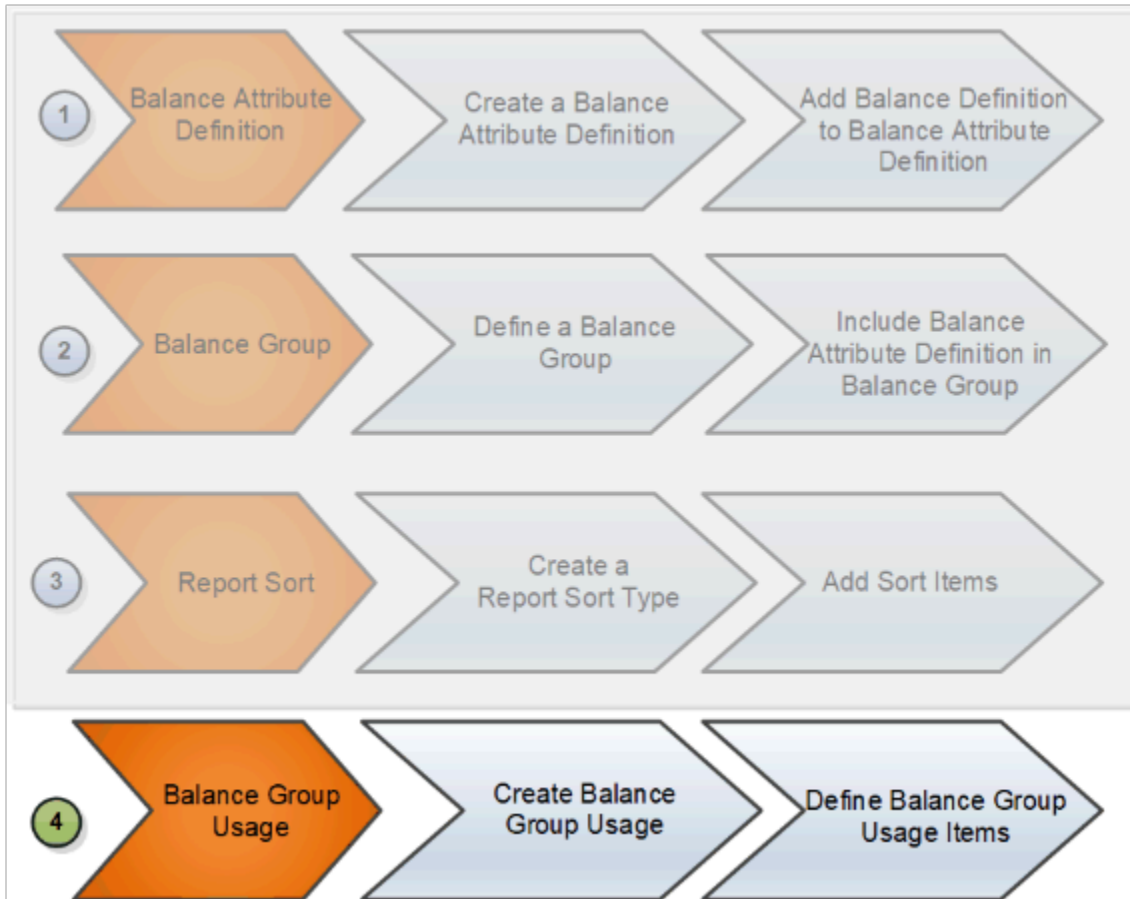 1
Balance Attribute
Definition
Create a Balance
Attribute Definition
Add Balance Definition
to Balance Attribute
Definition
2
Balance Group
Define a Balance
Group
Include Balance
Attribute Definition in
Balance Group
3
Report Sort
Create a
Report Sort Type
Add Sort Items
4
Balance Group
Usage
Create Balance
Group Usage
Define Balance Group
Usage Items